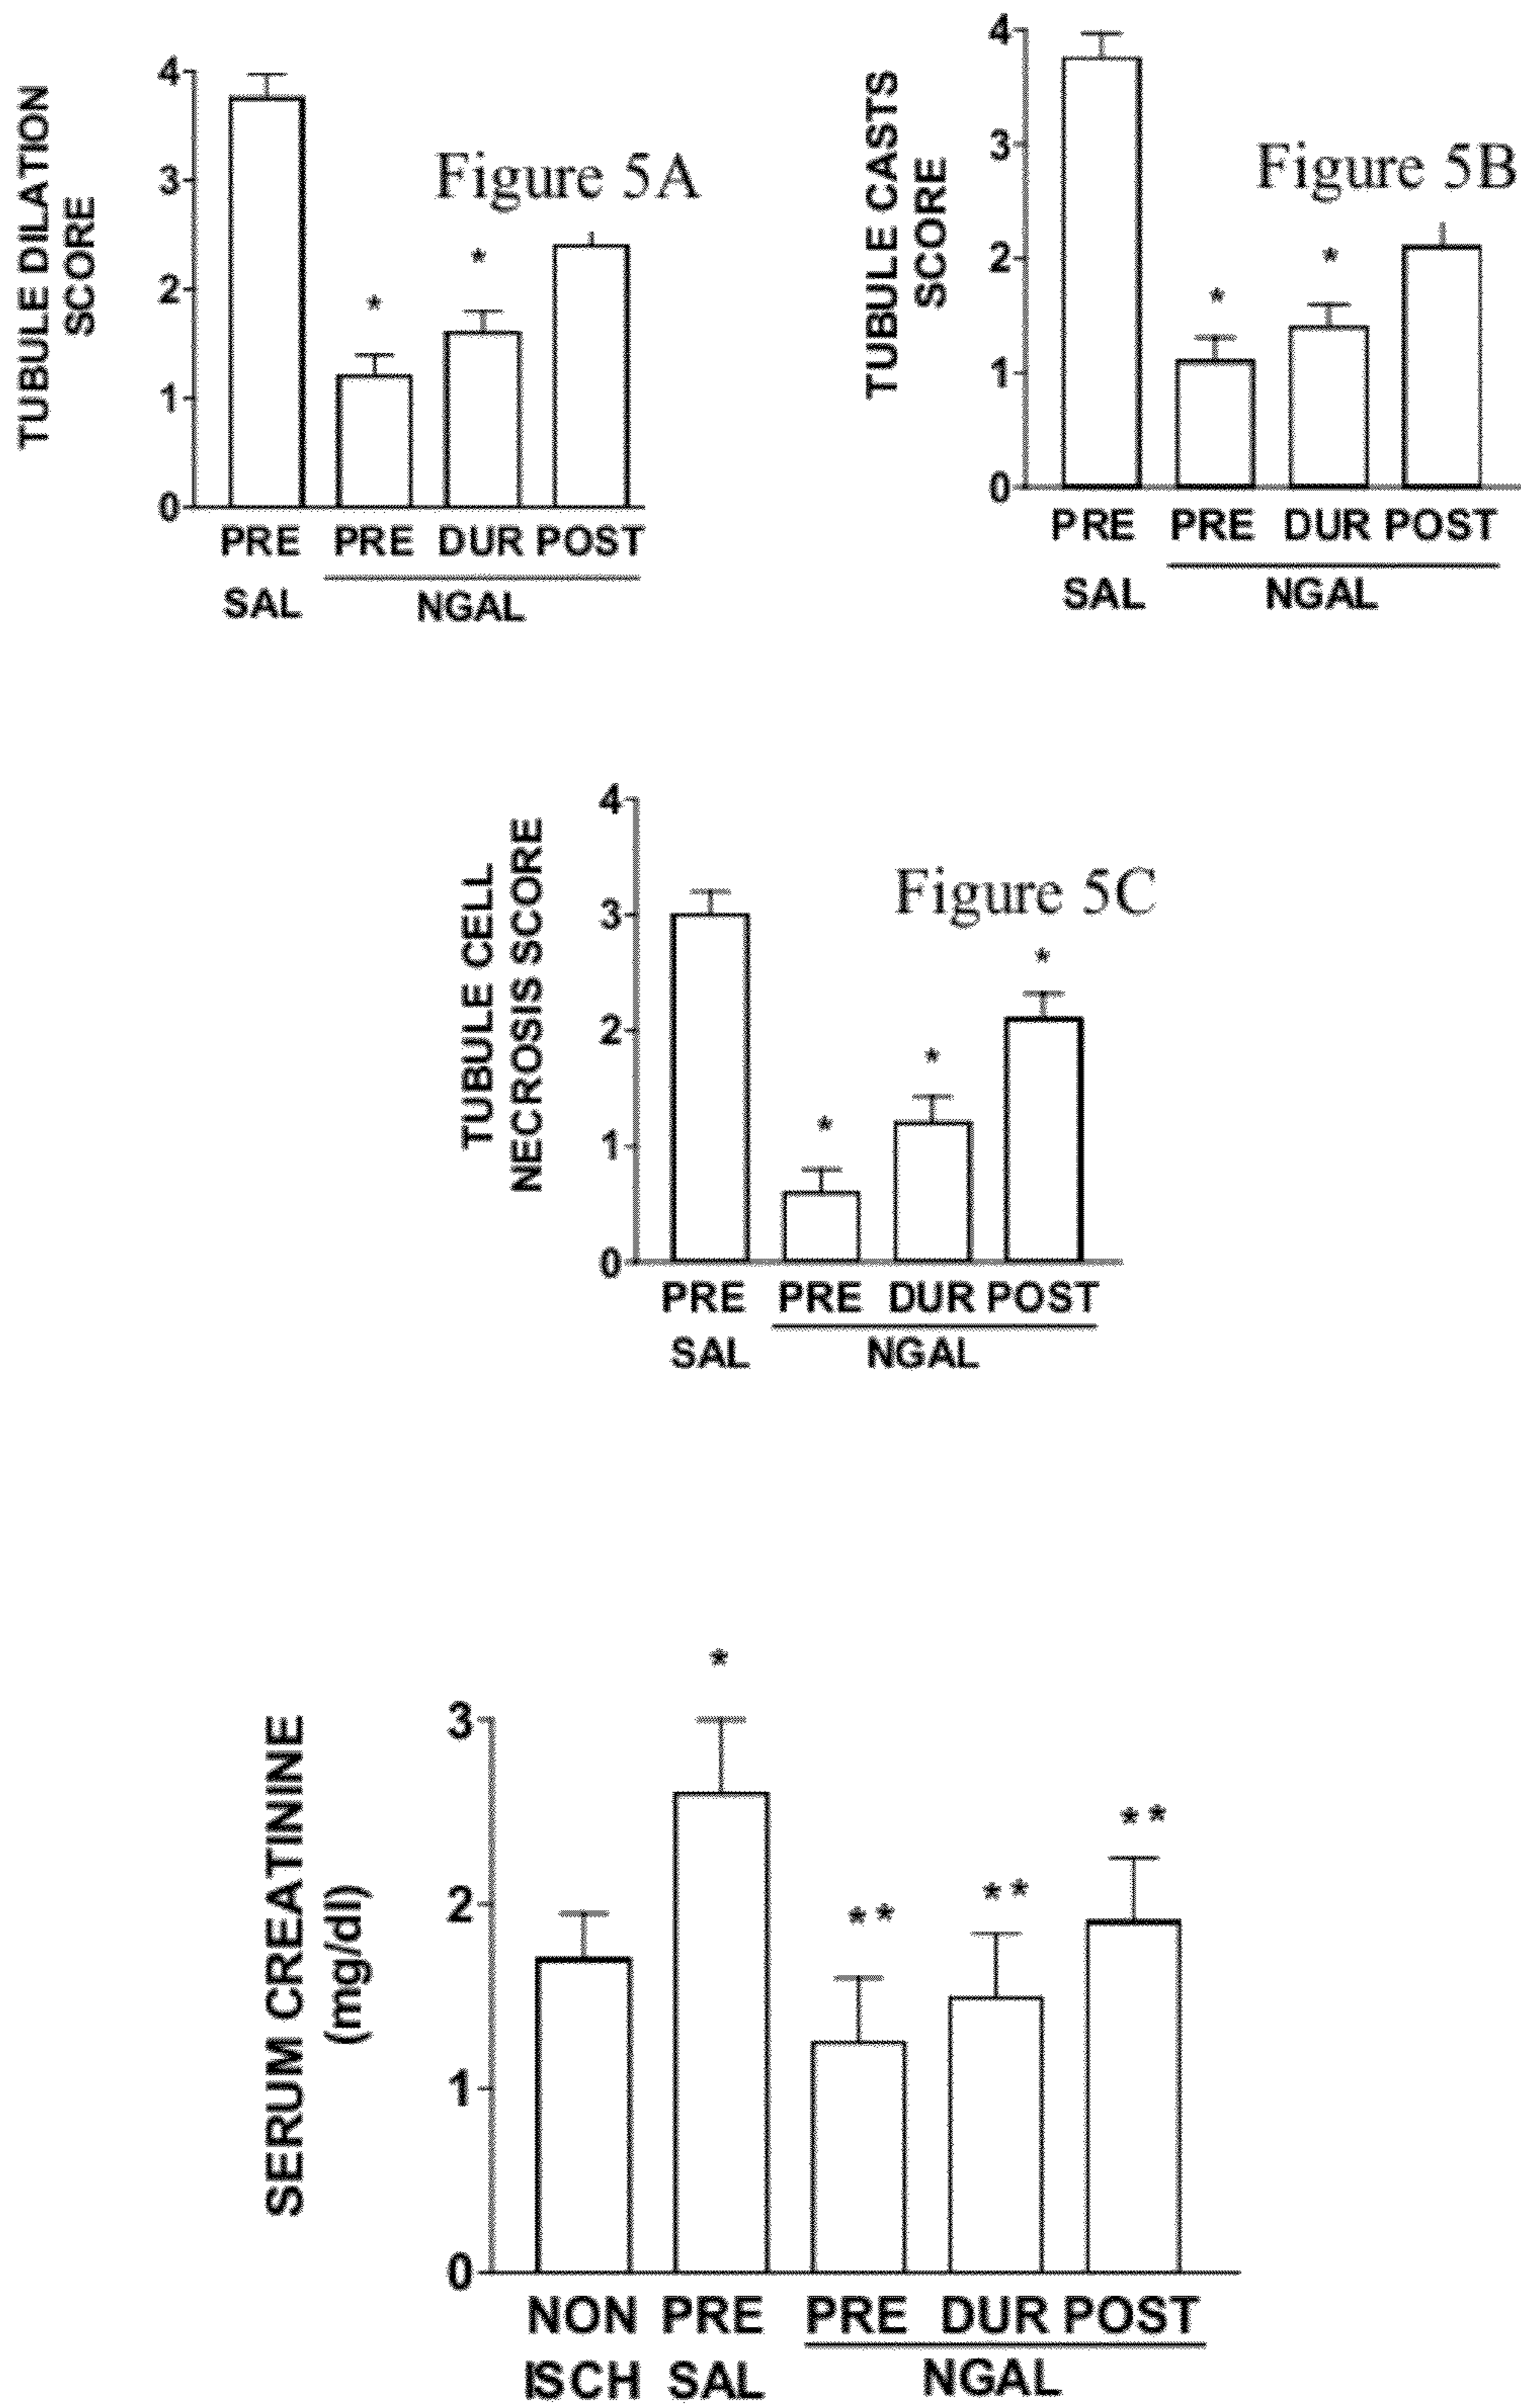 TUBULE DILATION
SCORE
4
3
2
1
0
Figure 5A
*
*
PRE PRE DUR POST
SAL NGAL
TUBULE CASTS
SCORE
4
3
2
1
0
Figure 5B
*
*
PRE PRE DUR POST
SAL NGAL
TUBULE CELL
NECROSIS SCORE
4
3
2
1
0
Figure 5C
*
*
*
PRE PRE DUR POST
SAL NGAL
SERUM CREATININE
(mg/dl)
3
2
1
0
*
**
**
**
NON PRE PRE DUR POST
ISCH SAL NGAL